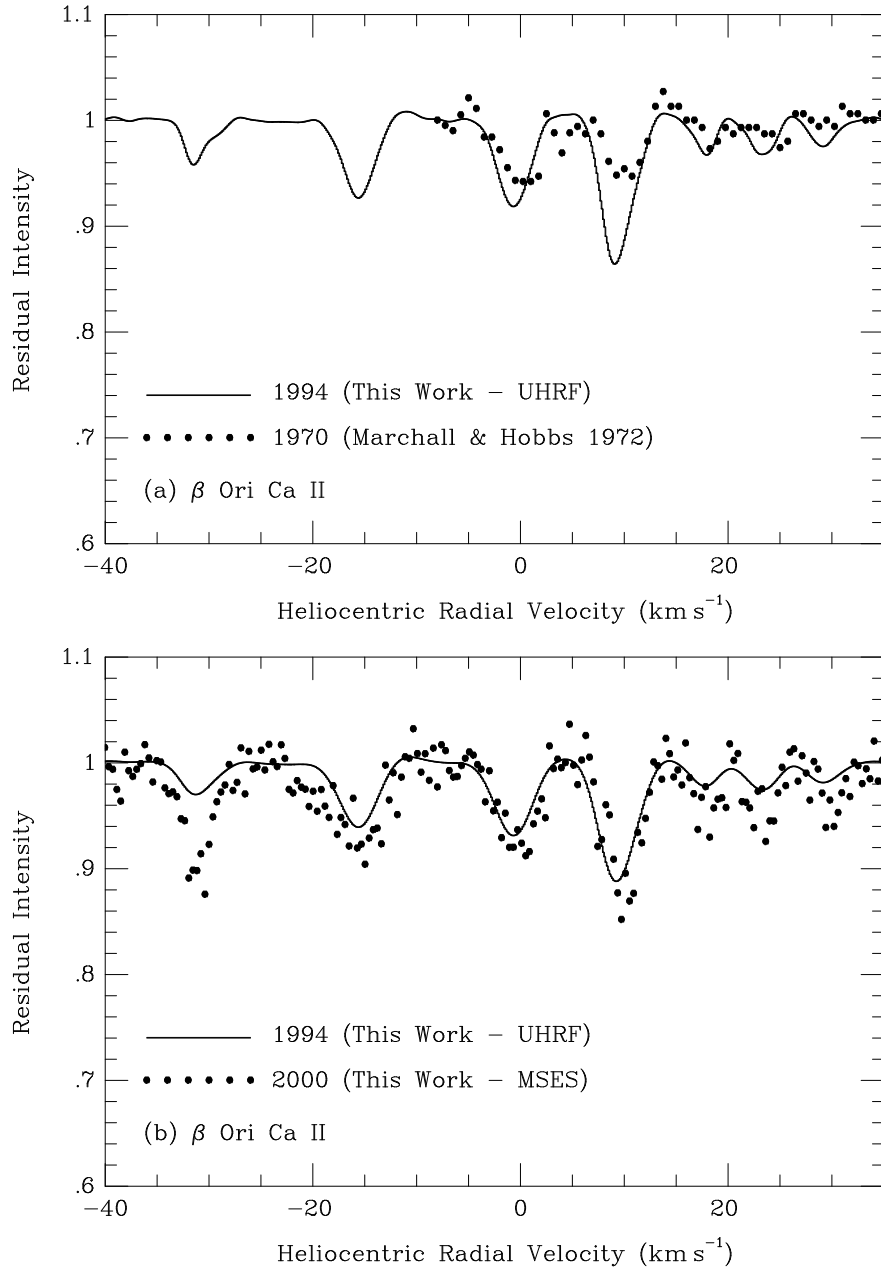 1.1
1
.9
.8
.7
.6
Residual Intensity
1994 (This Work − UHRF)
1970 (Marchall & Hobbs 1972)
(a) β Ori Ca II
−40
−20
0
20
Heliocentric Radial Velocity (km s⁻¹)
1.1
1
.9
.8
.7
.6
Residual Intensity
1994 (This Work − UHRF)
2000 (This Work − MSES)
(b) β Ori Ca II
−40
−20
0
20
Heliocentric Radial Velocity (km s⁻¹)